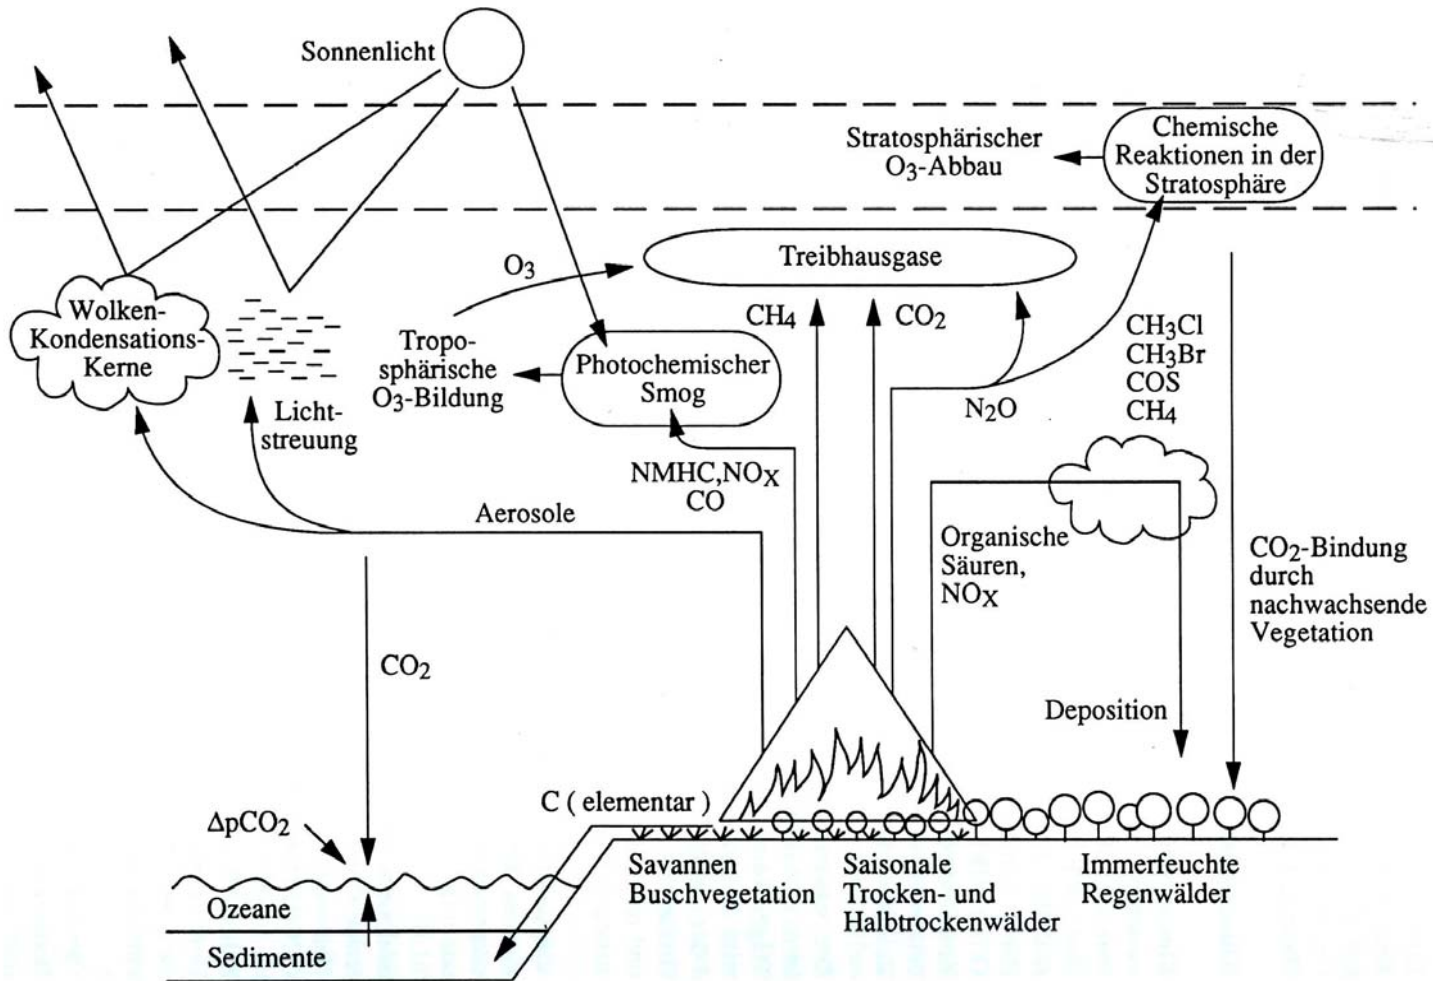 Sonnenlicht
Stratosphärischer
O₃-Abbau
Chemische
Reaktionen in der
Stratosphäre
Treibhausgase
O₃
Wolken-
Kondensations-
Kerne
Licht-
streuung
Tropo-
sphärische
O₃-Bildung
Photochemischer
Smog
CH₄
CO₂
N₂O
CH₃Cl
CH₃Br
COS
CH₄
NMHC,NOX
CO
Aerosole
Organische
Säuren,
NOX
CO₂-Bindung
durch
nachwachsende
Vegetation
CO₂
Deposition
C ( elementar )
ΔpCO₂
Ozeane
Sedimente
Savannen
Buschvegetation
Saisonale
Trocken- und
Halbtrockenwälder
Immerfeuchte
Regenwälder